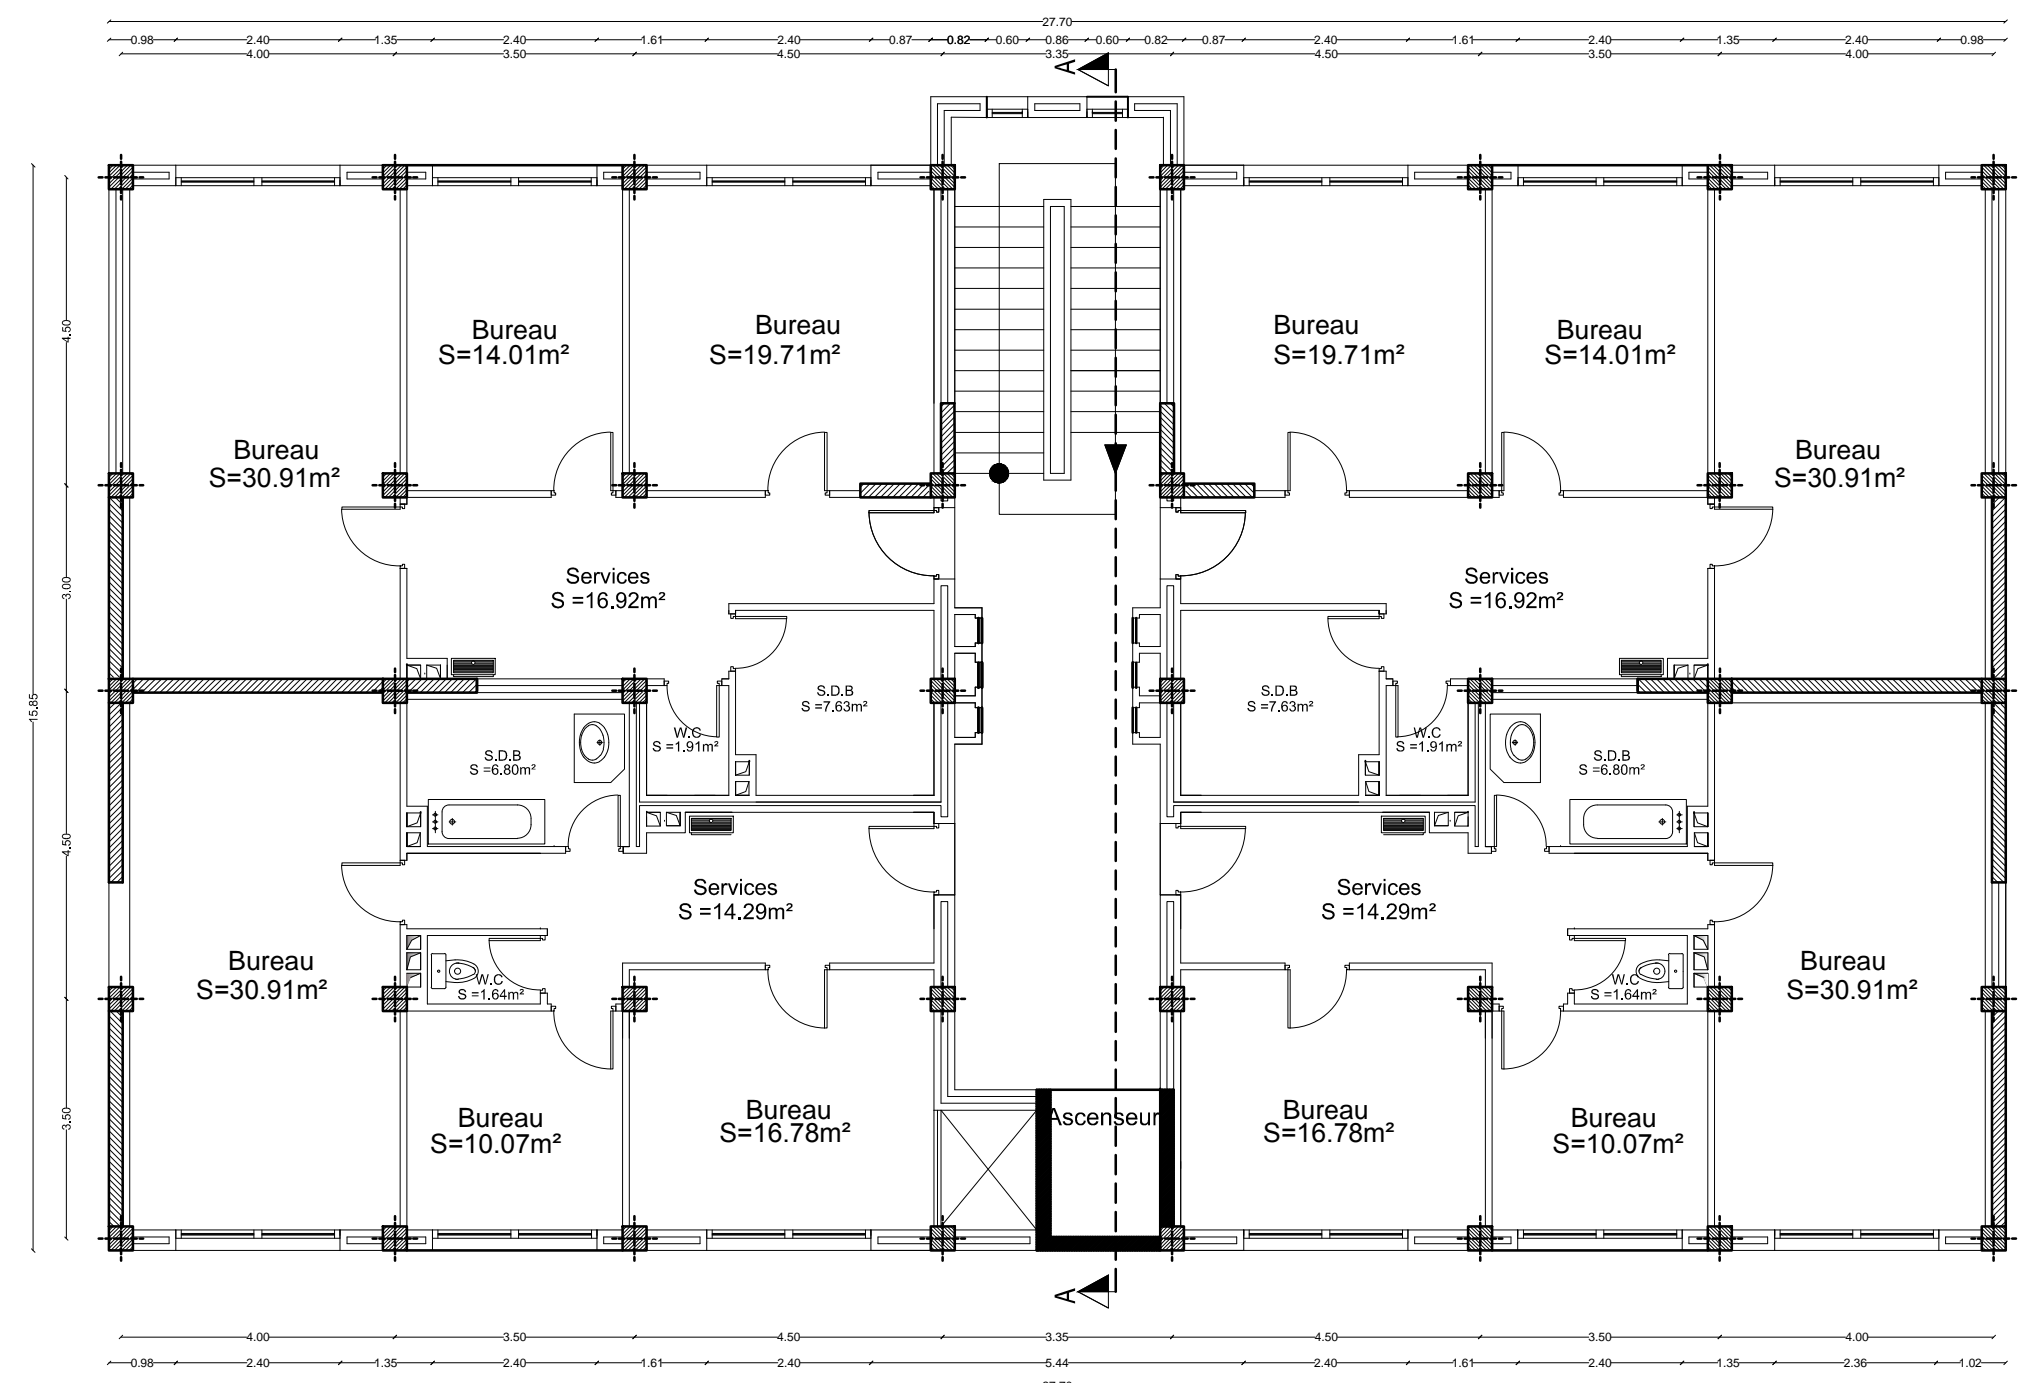 27.70
0.98 2.40 1.35 2.40 1.61 2.40 0.87 0.82 0.60 0.86 0.60 0.82 0.87 2.40 1.61 2.40 1.35 2.40 0.98
4.00 3.50 4.50 3.35 4.50 3.50 4.00
A
Bureau
S=14.01m²
Bureau
S=19.71m²
Bureau
S=19.71m²
Bureau
S=14.01m²
4.50
Bureau
S=30.91m²
Bureau
S=30.91m²
3.00
Services
S =16.92m²
Services
S =16.92m²
15.85
S.D.B
S =7.63m²
S.D.B
S =7.63m²
W.C
S =1.91m²
W.C
S =1.91m²
S.D.B
S =6.80m²
S.D.B
S =6.80m²
4.50
Services
S =14.29m²
Services
S =14.29m²
Bureau
S=30.91m²
W.C
S =1.64m²
W.C
S =1.64m²
Bureau
S=30.91m²
3.50
Bureau
S=10.07m²
Bureau
S=16.78m²
Ascenseur
Bureau
S=16.78m²
Bureau
S=10.07m²
A
4.00 3.50 4.50 3.35 4.50 3.50 4.00
0.98 2.40 1.35 2.40 1.61 2.40 5.44 2.40 1.61 2.40 1.35 2.36 1.02